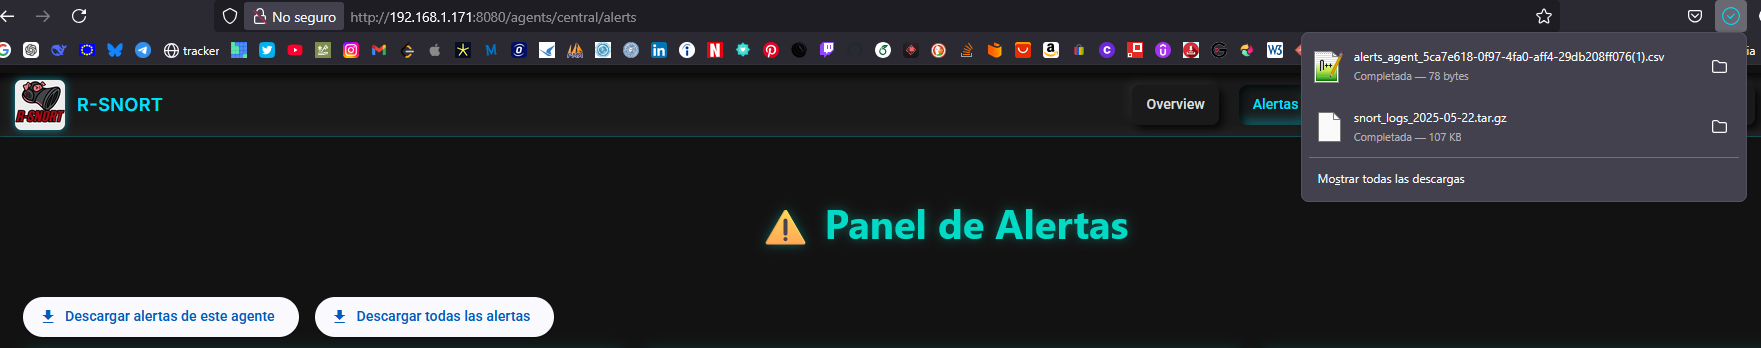 No seguro
http://192.168.1.171:8080/agents/central/alerts
tracker
alerts_agent_5ca7e618-0f97-4fa0-aff4-29db208ff076(1).csv
Completada — 78 bytes
snort_logs_2025-05-22.tar.gz
Completada — 107 KB
Mostrar todas las descargas
R-SNORT
R-SNORT
Overview
Alertas
Panel de Alertas
Descargar alertas de este agente
Descargar todas las alertas